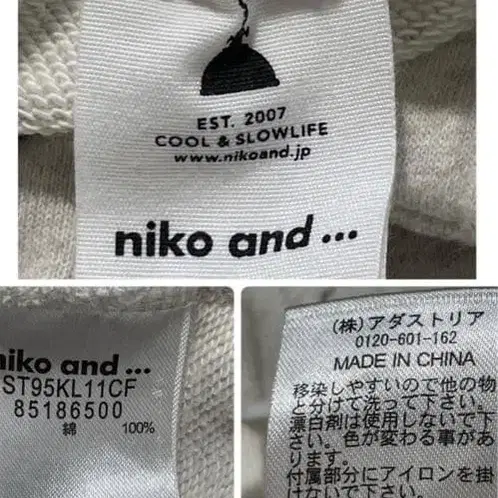 EST. 2007
COOL & SLOWLIFE
www.nikoand.jp
niko and ...
niko and ...
ST95KL11CF
85186500
綿 100%
(株)アダストリア
0120-601-162
MADE IN CHINA
移染しやすいので他の物
と分けて洗って下さい。
漂白剤は使用しないで下
さい。色が変わる事があ
ります。
付属部分にアイロンを掛
けないで下さい。